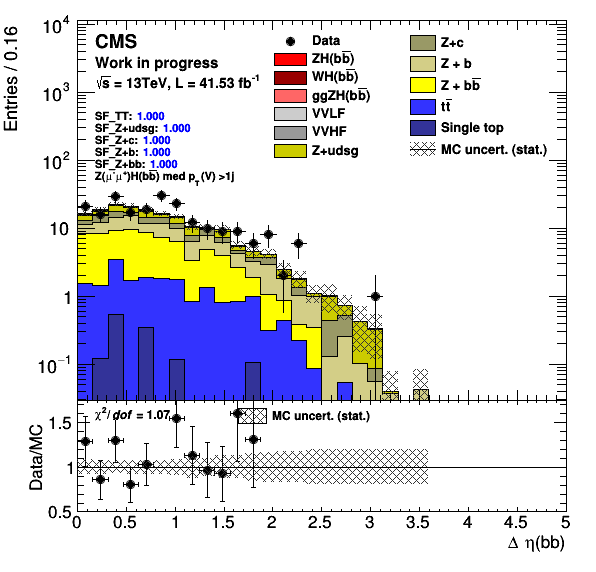 CMS
Work in progress
√s = 13TeV, L = 41.53 fb⁻¹
SF_TT: 1.000
SF_Z+udsg: 1.000
SF_Z+c: 1.000
SF_Z+b: 1.000
SF_Z+bb: 1.000
Z(μ⁻μ⁺)H(bb̅) med p_T(V) >1j
Data
ZH(bb̅)
WH(bb̅)
ggZH(bb̅)
VVLF
VVHF
Z+udsg
Z+c
Z + b
Z + bb̅
tt̅
Single top
MC uncert. (stat.)
Entries / 0.16
10⁴
10³
10²
10
1
10⁻¹
χ²/dof = 1.07
MC uncert. (stat.)
Data/MC
1.5
1
0.5
0 0.5 1 1.5 2 2.5 3 3.5 4 4.5 5
Δ η(bb)